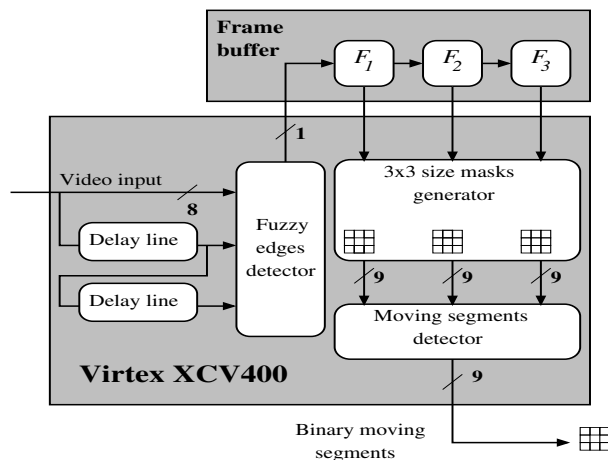 Frame
buffer
F1
F2
F3
1
Video input
8
Delay line
Delay line
Fuzzy
edges
detector
3x3 size masks
generator
9
9
9
Moving segments
detector
Virtex XCV400
9
Binary moving
segments